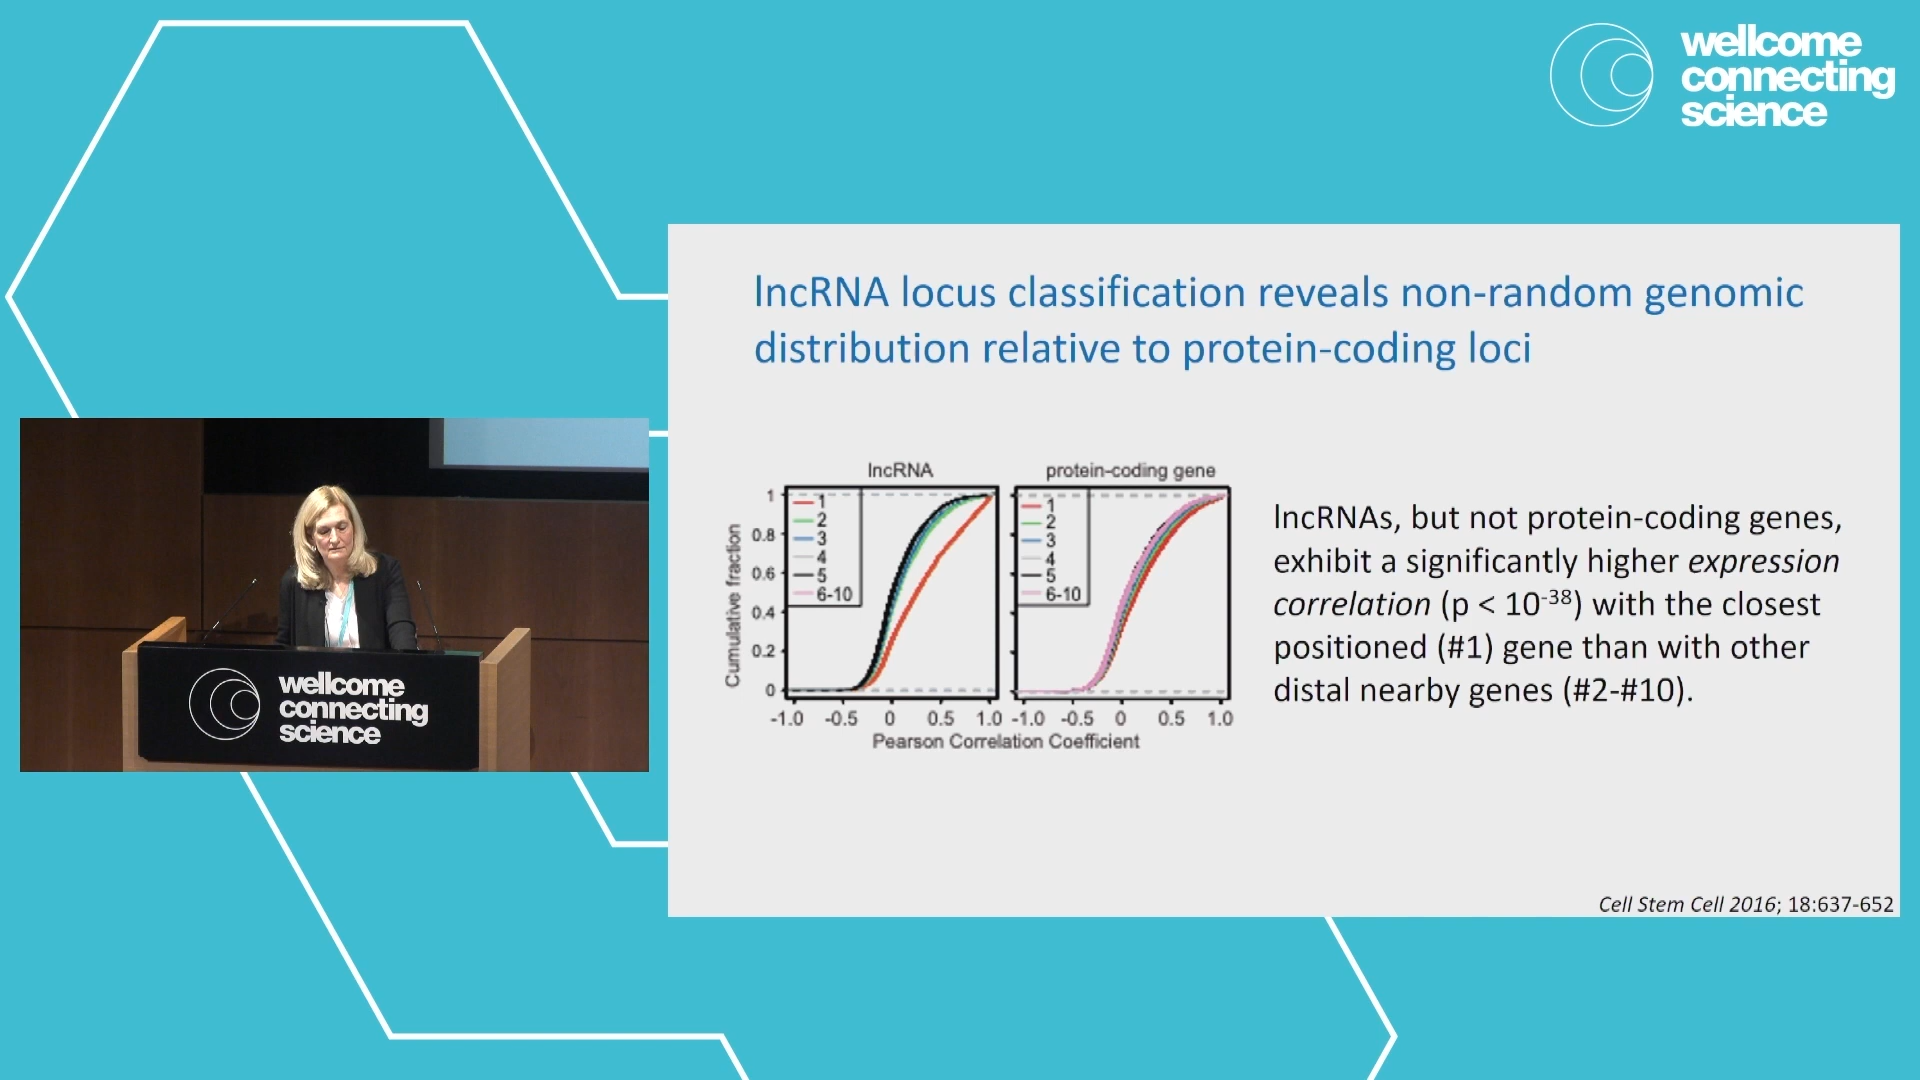 wellcome
connecting
science
lncRNA locus classification reveals non-random genomic
distribution relative to protein-coding loci
lncRNA
protein-coding gene
Cumulative fraction
1
0.8
0.6
0.4
0.2
0
1
2
3
4
5
6-10
1
2
3
4
5
6-10
-1.0 -0.5 0 0.5 1.0
-1.0 -0.5 0 0.5 1.0
Pearson Correlation Coefficient
lncRNAs, but not protein-coding genes,
exhibit a significantly higher expression
correlation (p < 10⁻³⁸) with the closest
positioned (#1) gene than with other
distal nearby genes (#2-#10).
Cell Stem Cell 2016; 18:637-652
wellcome
connecting
science